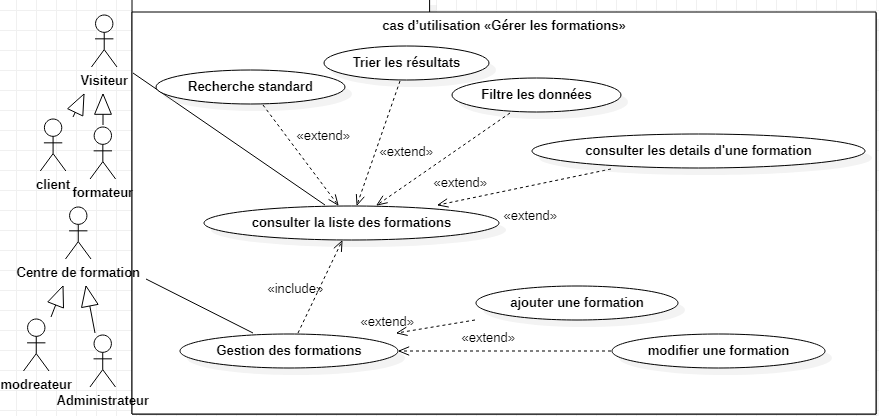 cas d'utilisation «Gérer les formations»
Visiteur
client
formateur
Centre de formation
modreateur
Administrateur
Recherche standard
Trier les résultats
Filtre les données
consulter les details d'une formation
«extend»
«extend»
«extend»
«extend»
consulter la liste des formations
«include»
Gestion des formations
«extend»
ajouter une formation
«extend»
modifier une formation